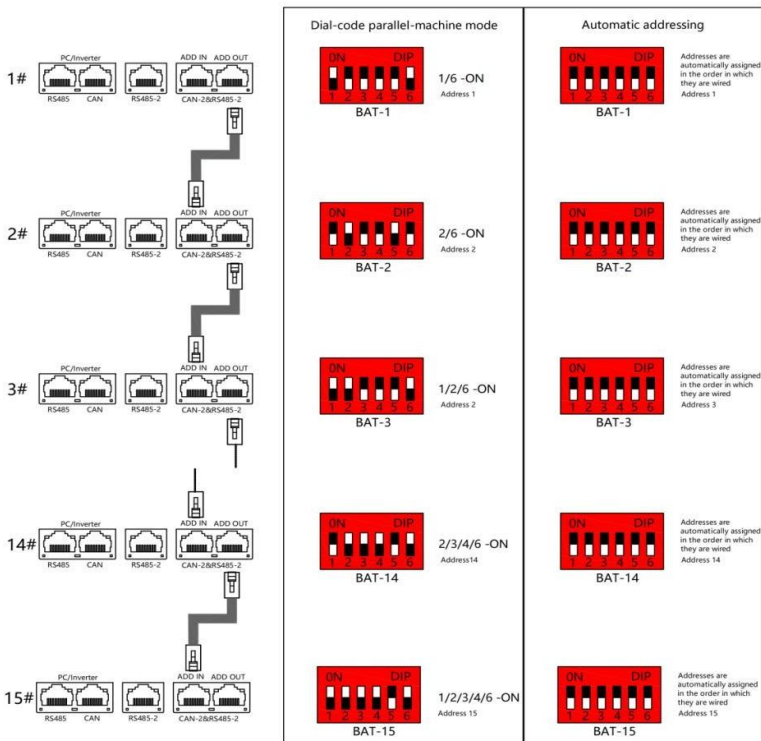 Dial-code parallel-machine mode
Automatic addressing
1#
PC/Inverter
ADD IN ADD OUT
RS485 CAN RS485-2 CAN-2&RS485-2
ON DIP
1 2 3 4 5 6
BAT-1
1/6 -ON
Address 1
ON DIP
1 2 3 4 5 6
BAT-1
Addresses are
automatically assigned
in the order in which
they are wired
Address 1
2#
PC/Inverter
ADD IN ADD OUT
RS485 CAN RS485-2 CAN-2&RS485-2
ON DIP
1 2 3 4 5 6
BAT-2
2/6 -ON
Address 2
ON DIP
1 2 3 4 5 6
BAT-2
Addresses are
automatically assigned
in the order in which
they are wired
Address 2
3#
PC/Inverter
ADD IN ADD OUT
RS485 CAN RS485-2 CAN-2&RS485-2
ON DIP
1 2 3 4 5 6
BAT-3
1/2/6 -ON
Address 2
ON DIP
1 2 3 4 5 6
BAT-3
Addresses are
automatically assigned
in the order in which
they are wired
Address 3
14#
PC/Inverter
ADD IN ADD OUT
RS485 CAN RS485-2 CAN-2&RS485-2
ON DIP
1 2 3 4 5 6
BAT-14
2/3/4/6 -ON
Address14
ON DIP
1 2 3 4 5 6
BAT-14
Addresses are
automatically assigned
in the order in which
they are wired
Address 14
15#
PC/Inverter
ADD IN ADD OUT
RS485 CAN RS485-2 CAN-2&RS485-2
ON DIP
1 2 3 4 5 6
BAT-15
1/2/3/4/6 -ON
Address 15
ON DIP
1 2 3 4 5 6
BAT-15
Addresses are
automatically assigned
in the order in which
they are wired
Address 15